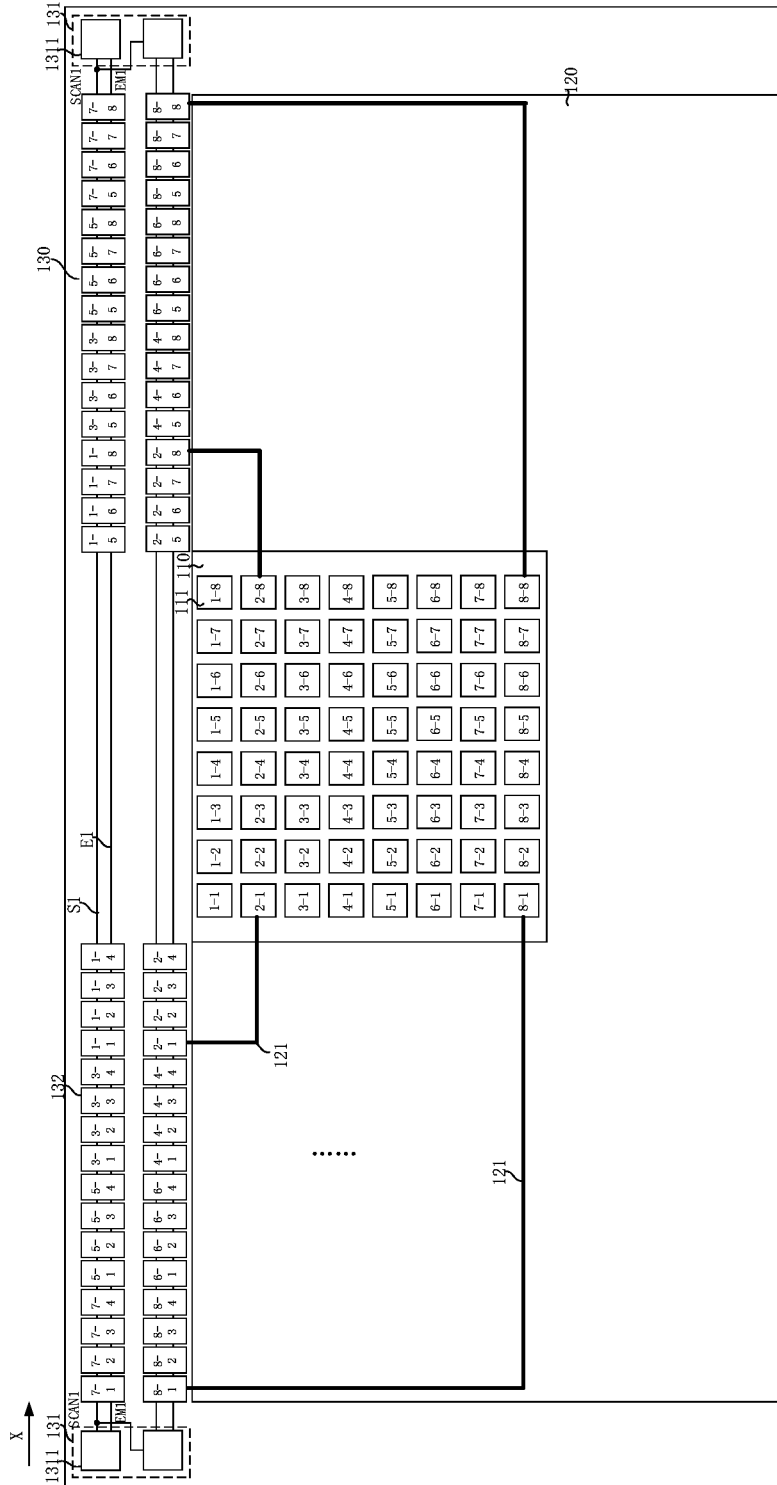 X
1311 131 132 S1 E1 130 131 1311
SCAN1 SCAN1
7- 7- 7- 7- 5- 5- 5- 5- 3- 3- 3- 3- 1- 1- 1- 1- 1- 1- 1- 1- 3- 3- 3- 3- 5- 5- 5- 5- 7- 7- 7- 7-
1 2 3 4 1 2 3 4 1 2 3 4 1 2 3 4 5 6 7 8 5 6 7 8 5 6 7 8 5 6 7 8
EM1 EM1
8- 8- 8- 8- 6- 6- 6- 6- 4- 4- 4- 4- 2- 2- 2- 2- 2- 2- 2- 2- 4- 4- 4- 4- 6- 6- 6- 6- 8- 8- 8- 8-
1 2 3 4 1 2 3 4 1 2 3 4 1 2 3 4 5 6 7 8 5 6 7 8 5 6 7 8 5 6 7 8
111 110
1-1 1-2 1-3 1-4 1-5 1-6 1-7 1-8
2-1 2-2 2-3 2-4 2-5 2-6 2-7 2-8
121
3-1 3-2 3-3 3-4 3-5 3-6 3-7 3-8
......
4-1 4-2 4-3 4-4 4-5 4-6 4-7 4-8
5-1 5-2 5-3 5-4 5-5 5-6 5-7 5-8
6-1 6-2 6-3 6-4 6-5 6-6 6-7 6-8
7-1 7-2 7-3 7-4 7-5 7-6 7-7 7-8
121
8-1 8-2 8-3 8-4 8-5 8-6 8-7 8-8
120